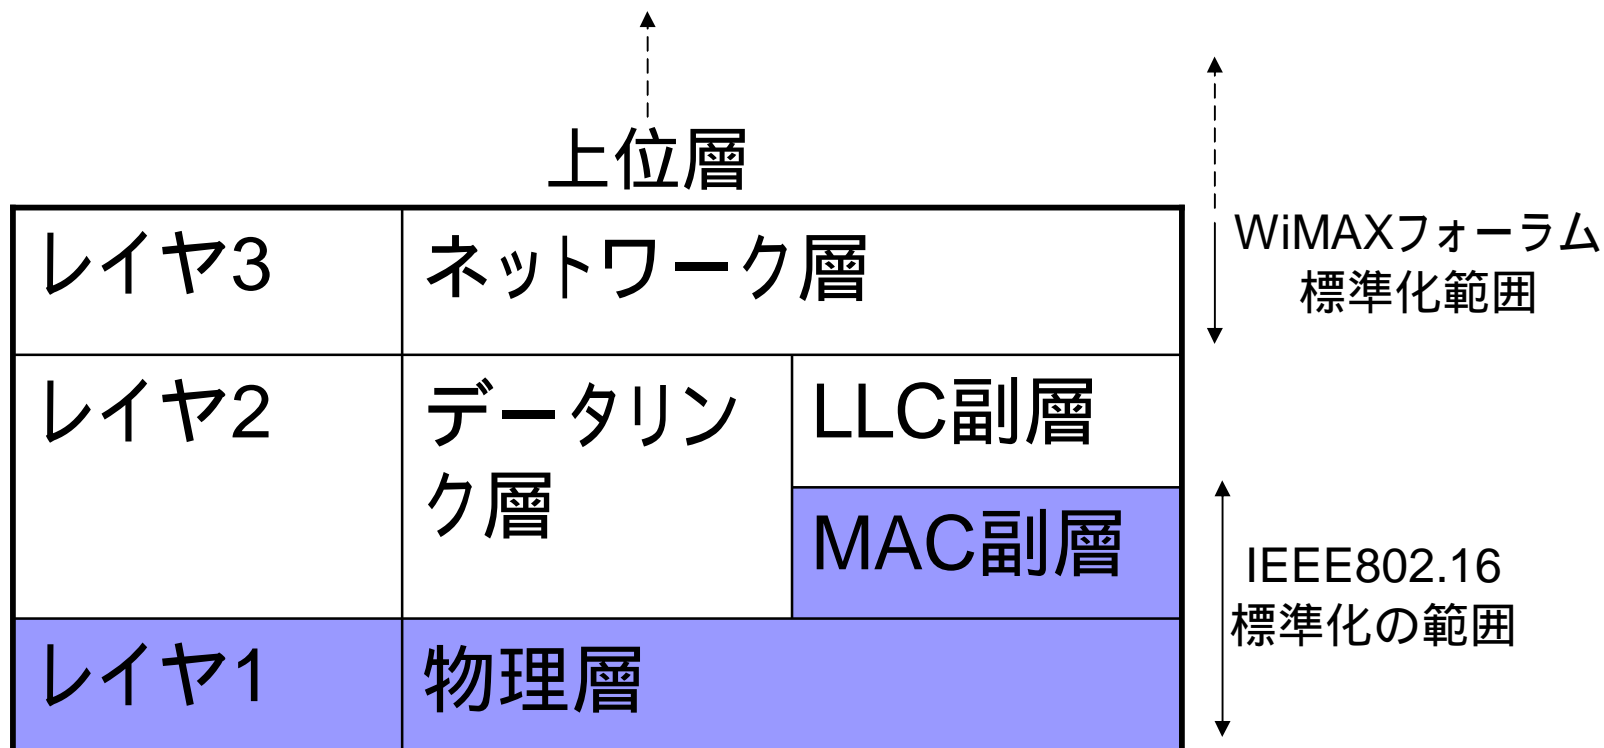 上位層
レイヤ3
ネットワーク層
WiMAXフォーラム
標準化範囲
レイヤ2
データリン
ク層
LLC副層
MAC副層
IEEE802.16
標準化の範囲
レイヤ1
物理層